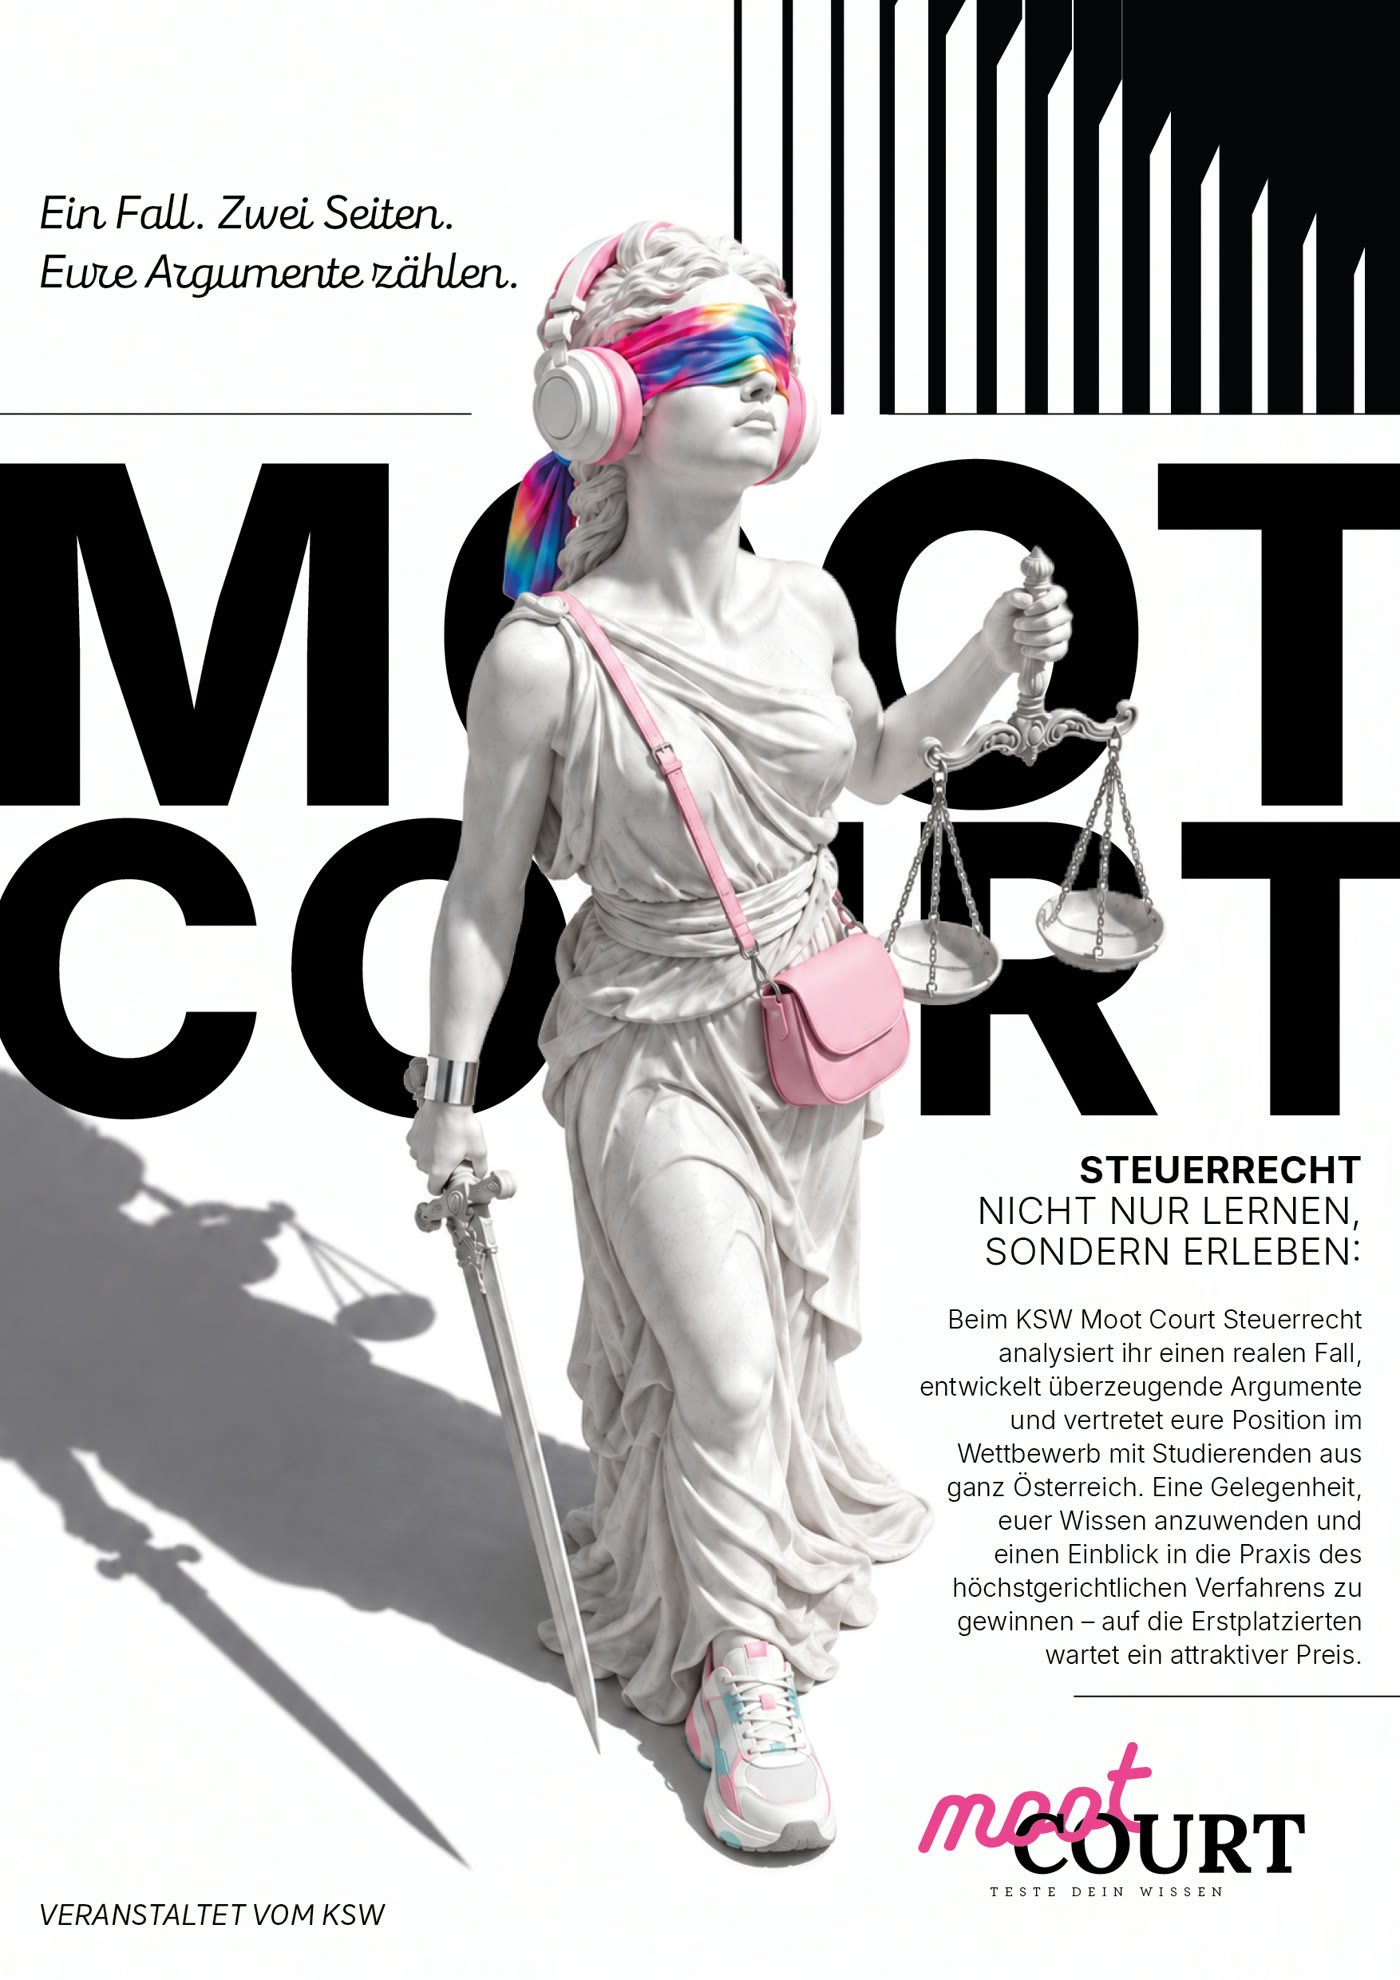 Ein Fall. Zwei Seiten.
Eure Argumente zählen.
MOOT
COURT
STEUERRECHT
NICHT NUR LERNEN,
SONDERN ERLEBEN:
Beim KSW Moot Court Steuerrecht
analysiert ihr einen realen Fall,
entwickelt überzeugende Argumente
und vertretet eure Position im
Wettbewerb mit Studierenden aus
ganz Österreich. Eine Gelegenheit,
euer Wissen anzuwenden und
einen Einblick in die Praxis des
höchstgerichtlichen Verfahrens zu
gewinnen – auf die Erstplatzierten
wartet ein attraktiver Preis.
moot
COURT
TESTE DEIN WISSEN
VERANSTALTET VOM KSW